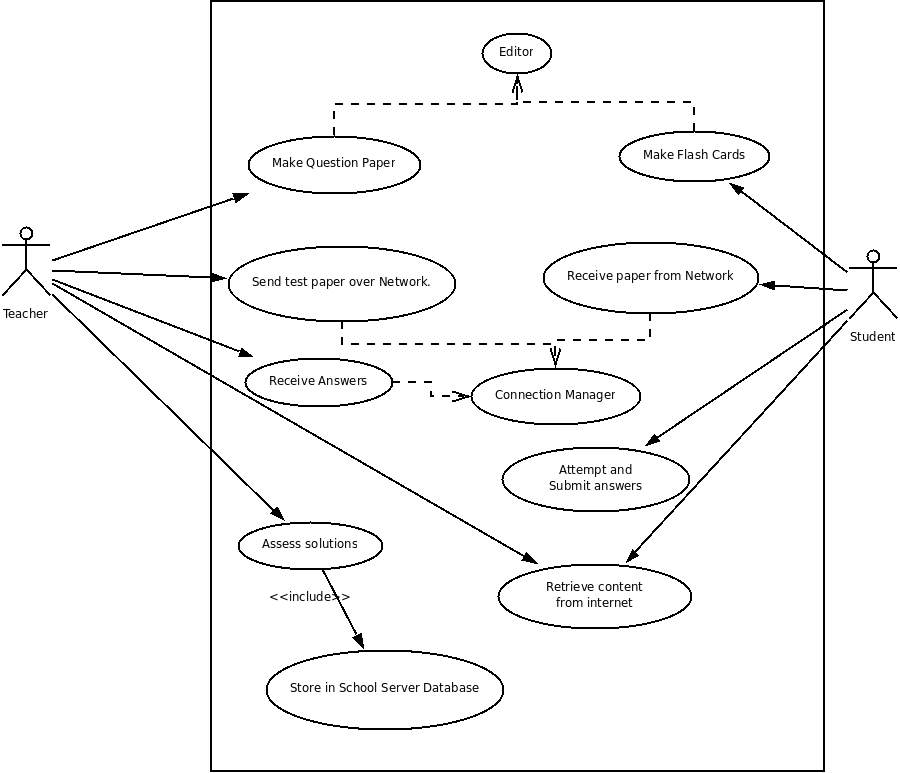 Editor
Make Question Paper
Make Flash Cards
Send test paper over Network.
Receive paper from Network
Teacher
Student
Receive Answers
Connection Manager
Attempt and
Submit answers
Assess solutions
Retrieve content
from internet
<<include>>
Store in School Server Database